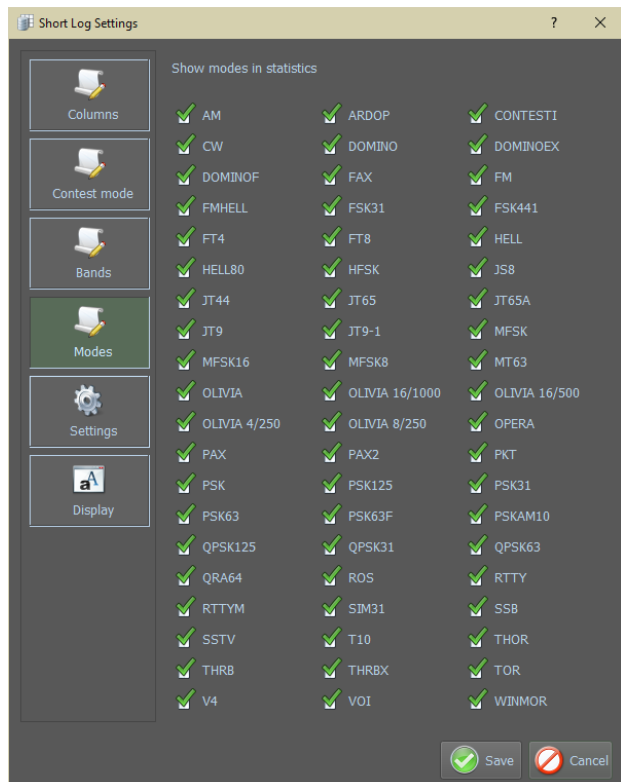 Short Log Settings ? ×
Columns
Contest mode
Bands
Modes
Settings
aA
Display
Show modes in statistics
AM ARDOP CONTESTI
CW DOMINO DOMINOEX
DOMINOF FAX FM
FMHELL FSK31 FSK441
FT4 FT8 HELL
HELL80 HFSK JS8
JT44 JT65 JT65A
JT9 JT9-1 MFSK
MFSK16 MFSK8 MT63
OLIVIA OLIVIA 16/1000 OLIVIA 16/500
OLIVIA 4/250 OLIVIA 8/250 OPERA
PAX PAX2 PKT
PSK PSK125 PSK31
PSK63 PSK63F PSKAM10
QPSK125 QPSK31 QPSK63
QRA64 ROS RTTY
RTTYM SIM31 SSB
SSTV T10 THOR
THRB THRBX TOR
V4 VOI WINMOR
Save Cancel